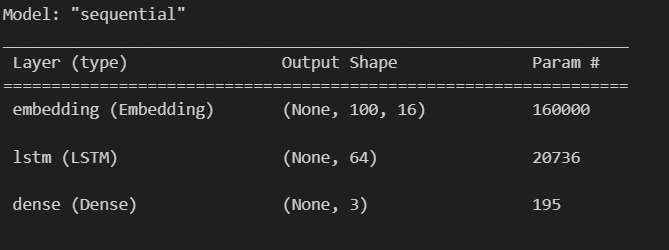 Model: "sequential"
_________________________________________________________________
Layer (type) Output Shape Param #
=================================================================
embedding (Embedding) (None, 100, 16) 160000
lstm (LSTM) (None, 64) 20736
dense (Dense) (None, 3) 195